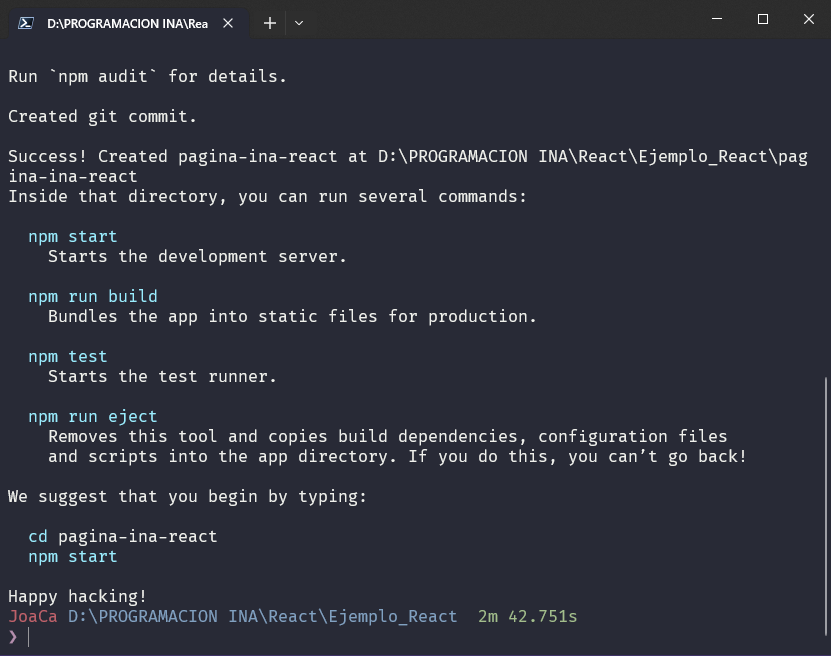 D:\PROGRAMACION INA\Rea
Run `npm audit` for details.
Created git commit.
Success! Created pagina-ina-react at D:\PROGRAMACION INA\React\Ejemplo_React\pag
ina-ina-react
Inside that directory, you can run several commands:
npm start
Starts the development server.
npm run build
Bundles the app into static files for production.
npm test
Starts the test runner.
npm run eject
Removes this tool and copies build dependencies, configuration files
and scripts into the app directory. If you do this, you can’t go back!
We suggest that you begin by typing:
cd pagina-ina-react
npm start
Happy hacking!
JoaCa D:\PROGRAMACION INA\React\Ejemplo_React 2m 42.751s
❯